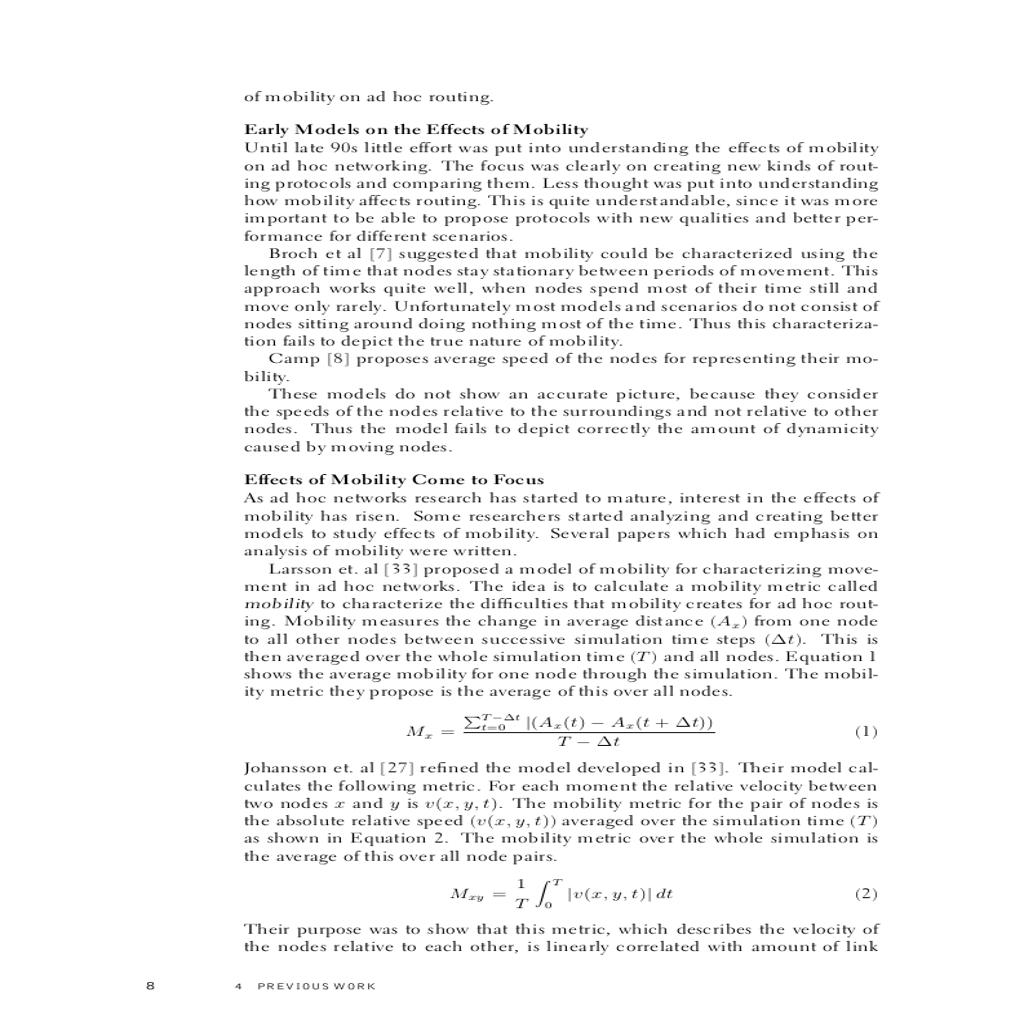 of mobility on ad hoc routing.
Early Models on the Effects of Mobility
Until late 90s little effort was put into understanding the effects of mobility
on ad hoc networking. The focus was clearly on creating new kinds of rout-
ing protocols and comparing them. Less thought was put into understanding
how mobility affects routing. This is quite understandable, since it was more
important to be able to propose protocols with new qualities and better per-
formance for different scenarios.
Broch et al [7] suggested that mobility could be characterized using the
length of time that nodes stay stationary between periods of movement. This
approach works quite well, when nodes spend most of their time still and
move only rarely. Unfortunately most models and scenarios do not consist of
nodes sitting around doing nothing most of the time. Thus this characteriza-
tion fails to depict the true nature of mobility.
Camp [8] proposes average speed of the nodes for representing their mo-
bility.
These models do not show an accurate picture, because they consider
the speeds of the nodes relative to the surroundings and not relative to other
nodes. Thus the model fails to depict correctly the amount of dynamicity
caused by moving nodes.
Effects of Mobility Come to Focus
As ad hoc networks research has started to mature, interest in the effects of
mobility has risen. Some researchers started analyzing and creating better
models to study effects of mobility. Several papers which had emphasis on
analysis of mobility were written.
Larsson et. al [33] proposed a model of mobility for characterizing move-
ment in ad hoc networks. The idea is to calculate a mobility metric called
mobility to characterize the difficulties that mobility creates for ad hoc rout-
ing. Mobility measures the change in average distance (A_x) from one node
to all other nodes between successive simulation time steps (Δt). This is
then averaged over the whole simulation time (T) and all nodes. Equation 1
shows the average mobility for one node through the simulation. The mobil-
ity metric they propose is the average of this over all nodes.
M_x = \frac{\sum_{t=0}^{T-Δt} |(A_x(t) − A_x(t + Δt))}{T − Δt} (1)
Johansson et. al [27] refined the model developed in [33]. Their model cal-
culates the following metric. For each moment the relative velocity between
two nodes x and y is v(x, y, t). The mobility metric for the pair of nodes is
the absolute relative speed (v(x, y, t)) averaged over the simulation time (T)
as shown in Equation 2. The mobility metric over the whole simulation is
the average of this over all node pairs.
M_{xy} = \frac{1}{T} \int_0^T |v(x, y, t)| dt (2)
Their purpose was to show that this metric, which describes the velocity of
the nodes relative to each other, is linearly correlated with amount of link
8 4 PREVIOUS WORK